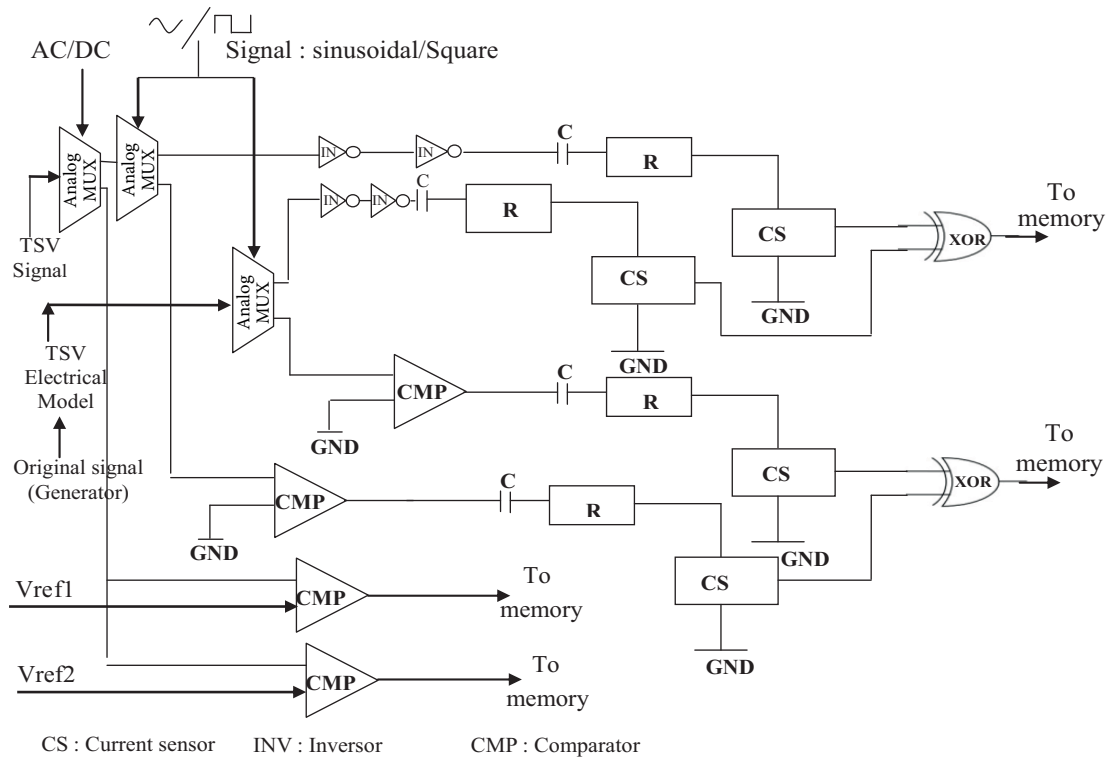 Signal : sinusoidal/Square
AC/DC
Analog
MUX
Analog
MUX
IN
IN
C
R
TSV
Signal
IN
IN
C
R
CS
XOR
To
memory
GND
Analog
MUX
CS
GND
TSV
Electrical
Model
CMP
GND
C
R
Original signal
(Generator)
CMP
GND
C
R
CS
XOR
To
memory
GND
CS
GND
Vref1
CMP
To
memory
Vref2
CMP
To
memory
CS : Current sensor
INV : Inversor
CMP : Comparator